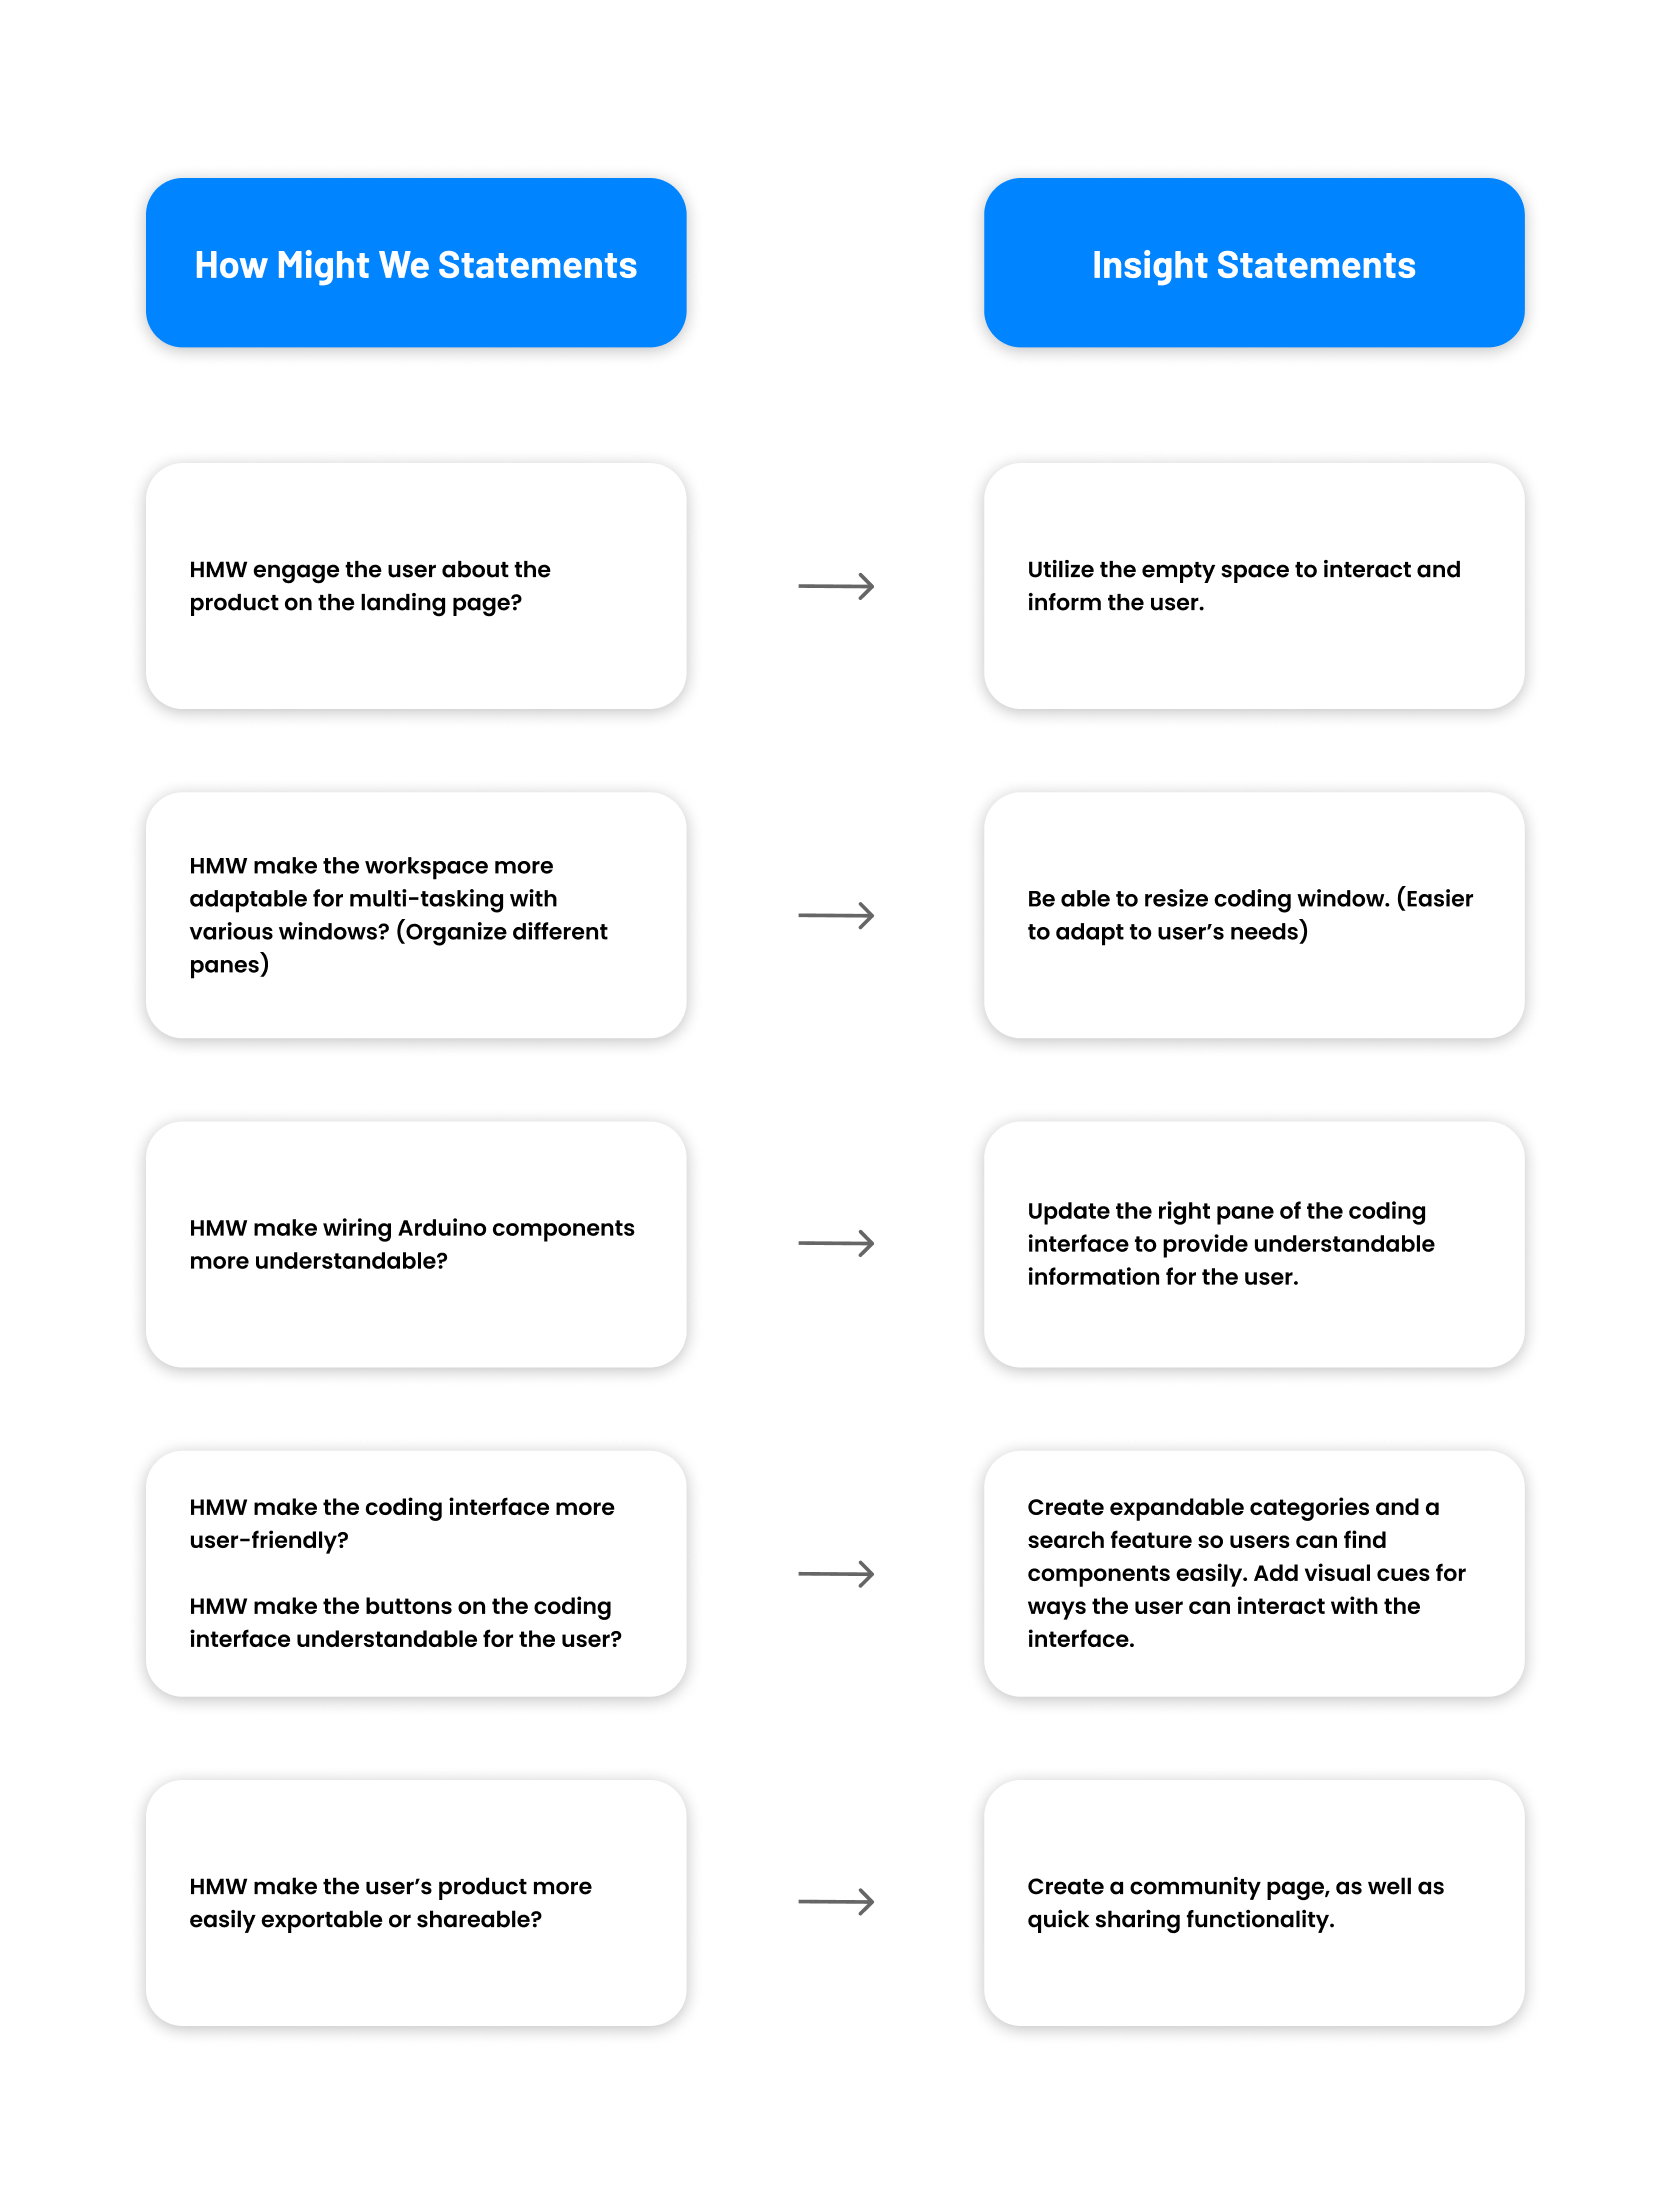 How Might We Statements
Insight Statements
HMW engage the user about the
product on the landing page?
Utilize the empty space to interact and
inform the user.
HMW make the workspace more
adaptable for multi-tasking with
various windows? (Organize different
panes)
Be able to resize coding window. (Easier
to adapt to user’s needs)
HMW make wiring Arduino components
more understandable?
Update the right pane of the coding
interface to provide understandable
information for the user.
HMW make the coding interface more
user-friendly?
HMW make the buttons on the coding
interface understandable for the user?
Create expandable categories and a
search feature so users can find
components easily. Add visual cues for
ways the user can interact with the
interface.
HMW make the user’s product more
easily exportable or shareable?
Create a community page, as well as
quick sharing functionality.